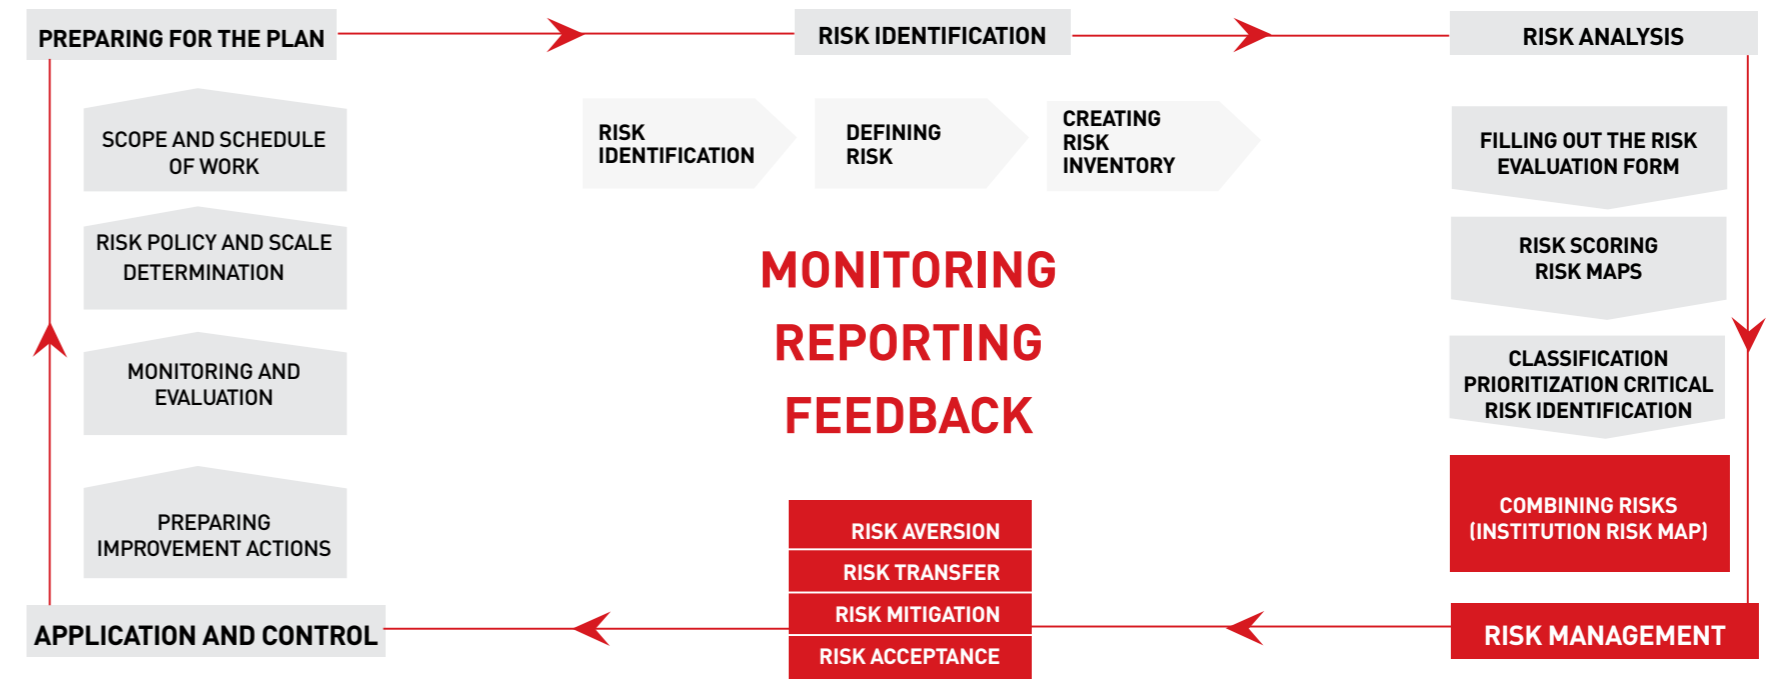 PREPARING FOR THE PLAN
RISK IDENTIFICATION
RISK ANALYSIS
SCOPE AND SCHEDULE
OF WORK
RISK POLICY AND SCALE
DETERMINATION
MONITORING AND
EVALUATION
PREPARING
IMPROVEMENT ACTIONS
APPLICATION AND CONTROL
RISK
IDENTIFICATION
DEFINING
RISK
CREATING
RISK
INVENTORY
MONITORING
REPORTING
FEEDBACK
RISK AVERSION
RISK TRANSFER
RISK MITIGATION
RISK ACCEPTANCE
FILLING OUT THE RISK
EVALUATION FORM
RISK SCORING
RISK MAPS
CLASSIFICATION
PRIORITIZATION CRITICAL
RISK IDENTIFICATION
COMBINING RISKS
(INSTITUTION RISK MAP)
RISK MANAGEMENT